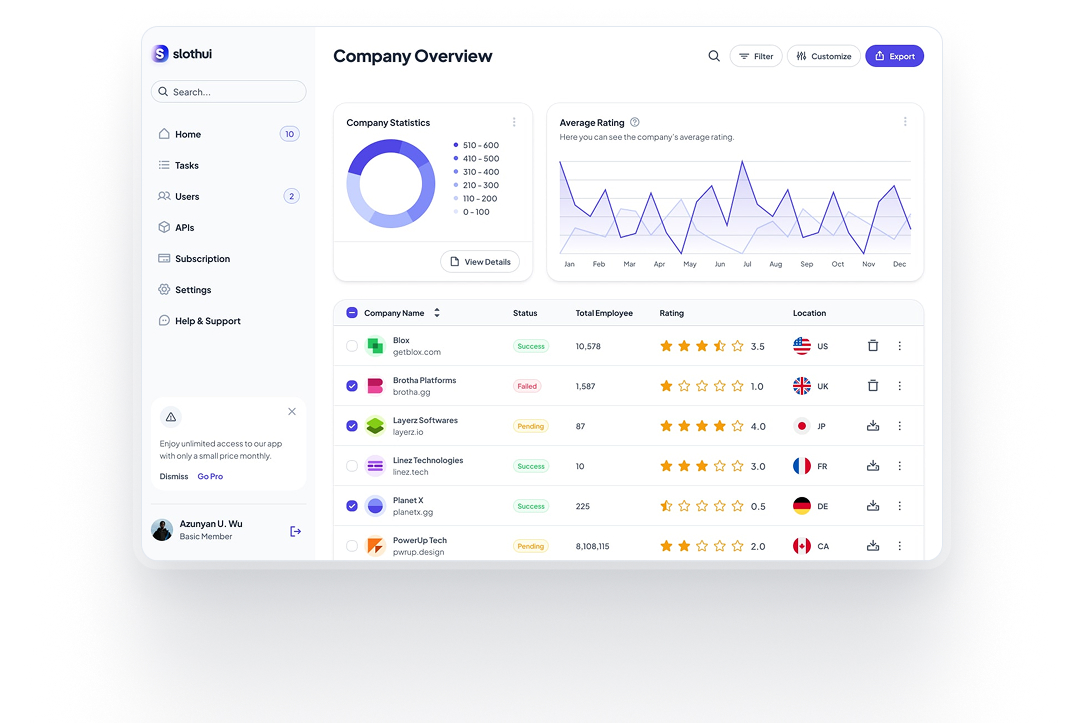 S slothui
Search...
Home 10
Tasks
Users 2
APIs
Subscription
Settings
Help & Support
Enjoy unlimited access to our app
with only a small price monthly.
Dismiss Go Pro
Azunyan U. Wu
Basic Member
Company Overview
Filter
Customize
Export
Company Statistics
510 - 600
410 - 500
310 - 400
210 - 300
110 - 200
0 - 100
View Details
Average Rating ?
Here you can see the company's average rating.
Jan Feb Mar Apr May Jun Jul Aug Sep Oct Nov Dec
Company Name Status Total Employee Rating Location
Blox
getblox.com
Success 10,578 3.5 US
Brotha Platforms
brotha.gg
Failed 1,587 1.0 UK
Layerz Softwares
layerz.io
Pending 87 4.0 JP
Linez Technologies
linez.tech
Success 10 3.0 FR
Planet X
planetx.gg
Success 225 0.5 DE
PowerUp Tech
pwrup.design
Pending 8,108,115 2.0 CA